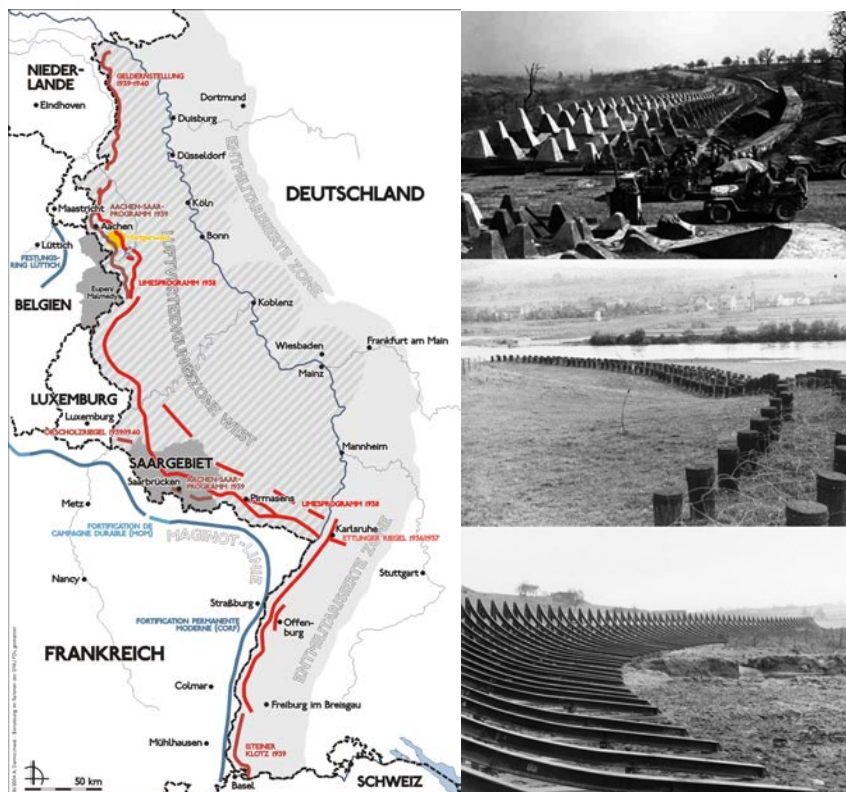 NIEDER-
LANDE
Eindhoven
GELDERNSTELLUNG
1939-1940
Dortmund
Duisburg
Düsseldorf
ENTMILITARISIERTE ZONE
DEUTSCHLAND
Maastricht
AACHEN-SAAR-
PROGRAMM 1939
Köln
Aachen
Bonn
Lüttich
FESTUNGS-
RING LÜTTICH
LIMESPROGRAMM 1938
Eupen/
Malmedy
BELGIEN
LUFTVERTEIDIGUNGSZONE WEST
Koblenz
Wiesbaden
Frankfurt am Main
Mainz
LUXEMBURG
Luxemburg
ORSCHOLZRIEGEL 1939/1940
SAARGEBIET
Mannheim
Saarbrücken
AACHEN-SAAR-
PROGRAMM 1939
Pirmasens
LIMESPROGRAMM 1938
Metz
FORTIFICATION DE
CAMPAGNE DURABLE (MOM)
MAGINOT-LINIE
Karlsruhe
ETTLINGER RIEGEL 1936/1937
Nancy
Stuttgart
Straßburg
FORTIFICATION PERMANENTE
MODERNE (CORF)
Offen-
burg
ENTMILITARISIERTE ZONE
FRANKREICH
Colmar
Freiburg im Breisgau
Mühlhausen
ISTEINER
KLOTZ 1939
50 km
Basel
SCHWEIZ